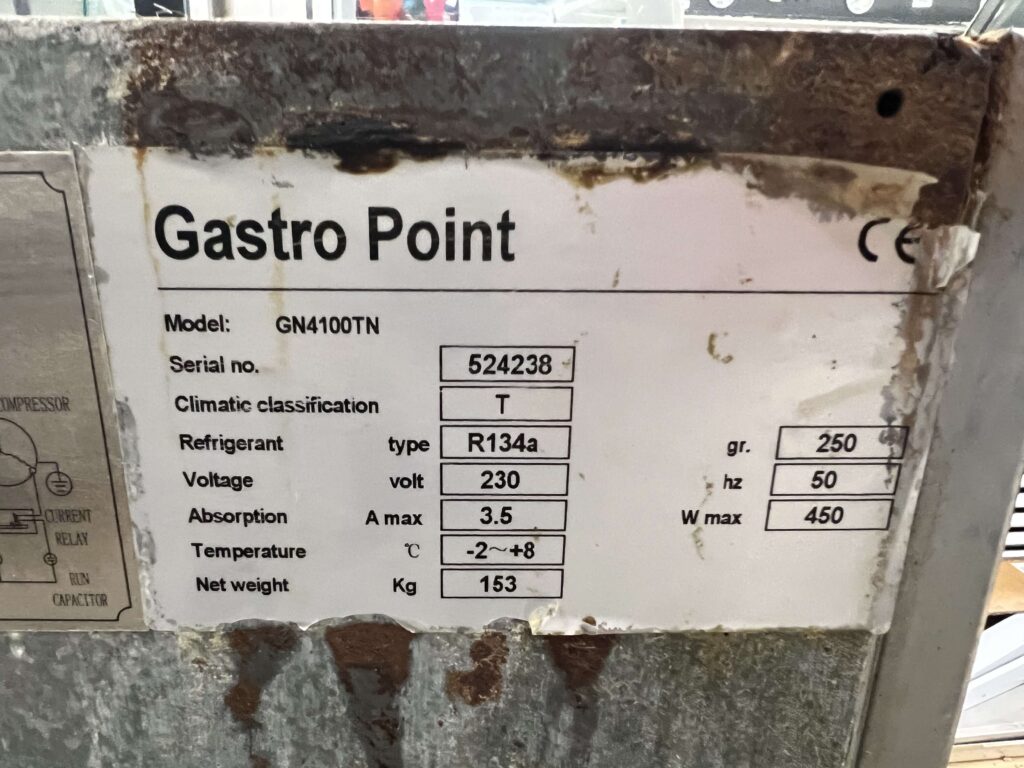 Gastro Point
CE
Model: GN4100TN
Serial no. 524238
Climatic classification T
Refrigerant type R134a gr. 250
Voltage volt 230 hz 50
Absorption A max 3.5 W max 450
Temperature ℃ -2~+8
Net weight Kg 153
COMPRESSOR
CURRENT
RELAY
RUN
CAPACITOR